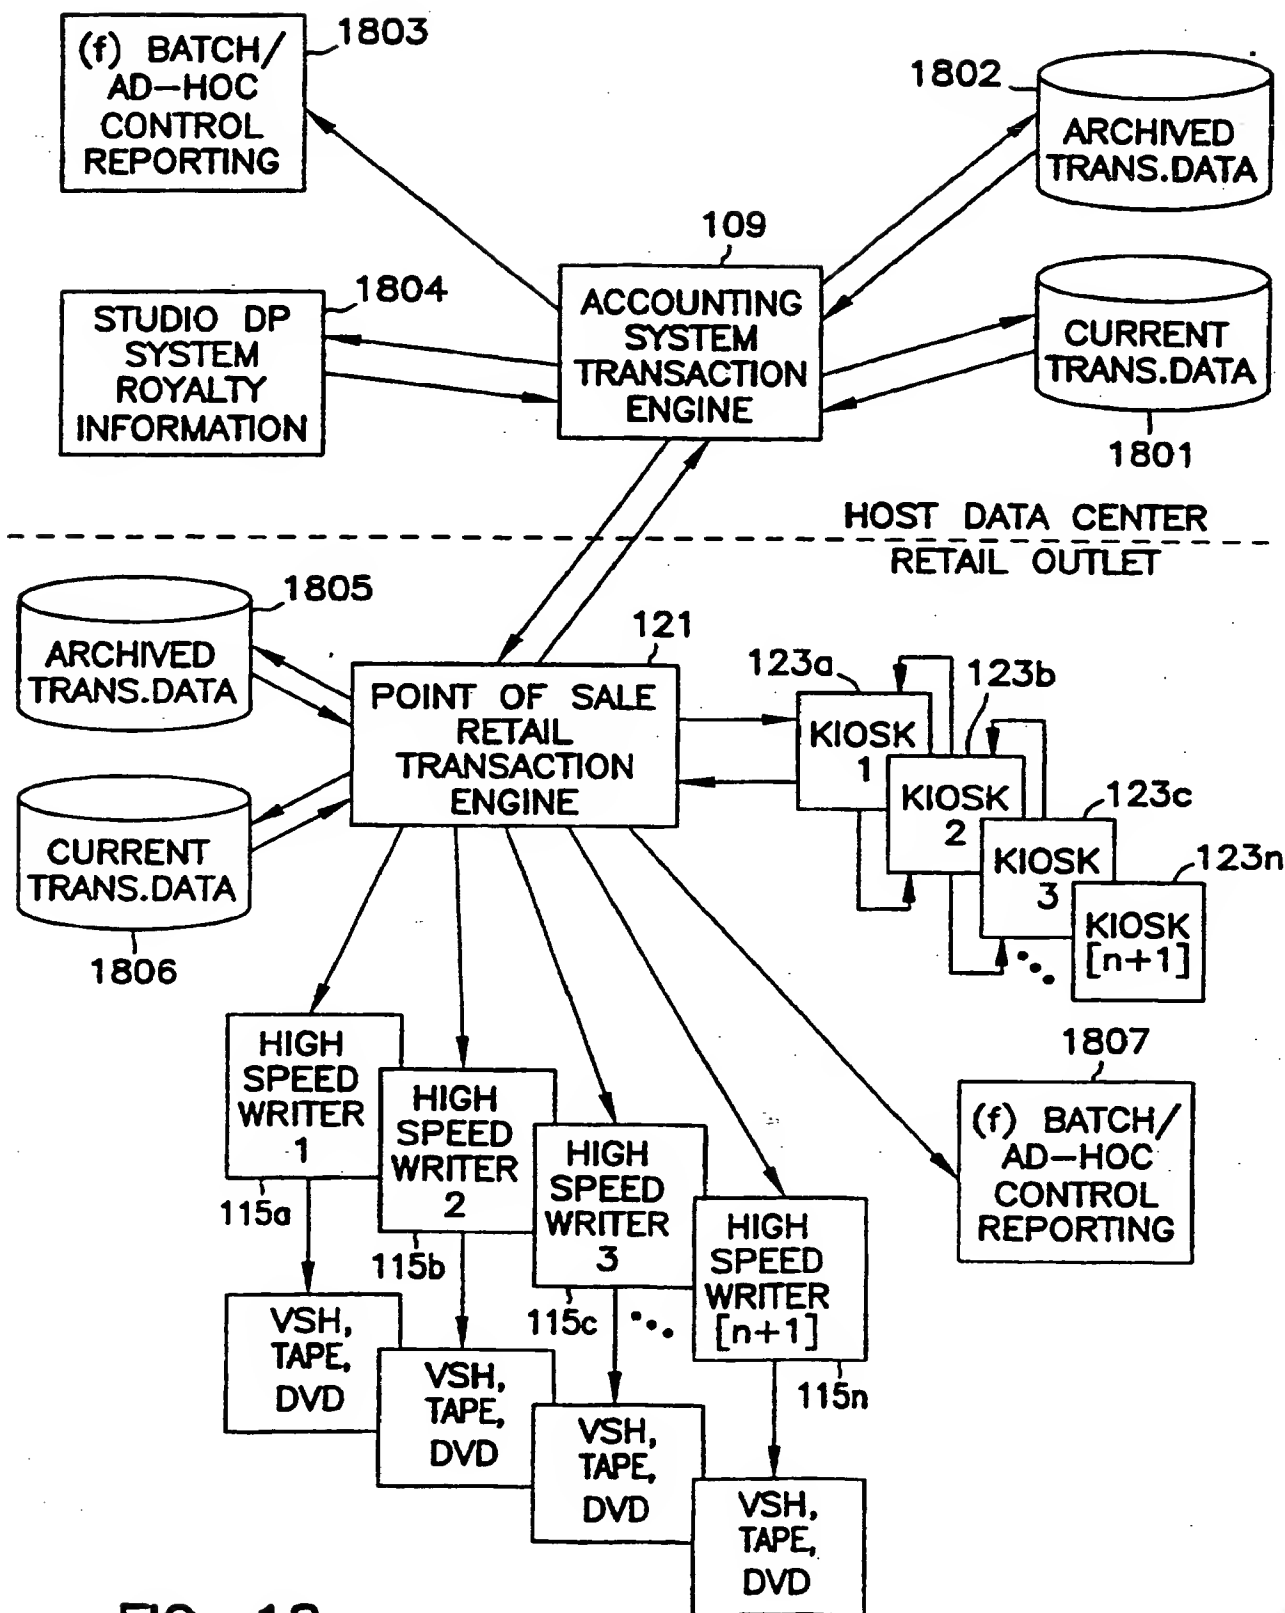 1803
(f) BATCH/
AD-HOC
CONTROL
REPORTING
1802
ARCHIVED
TRANS.DATA
109
ACCOUNTING
SYSTEM
TRANSACTION
ENGINE
1804
STUDIO DP
SYSTEM
ROYALTY
INFORMATION
CURRENT
TRANS.DATA
1801
HOST DATA CENTER
RETAIL OUTLET
1805
ARCHIVED
TRANS.DATA
121
POINT OF SALE
RETAIL
TRANSACTION
ENGINE
123a
KIOSK
1
123b
KIOSK
2
123c
KIOSK
3
123n
KIOSK
[n+1]
CURRENT
TRANS.DATA
1806
HIGH
SPEED
WRITER
1
115a
HIGH
SPEED
WRITER
2
115b
HIGH
SPEED
WRITER
3
115c
HIGH
SPEED
WRITER
[n+1]
115n
1807
(f) BATCH/
AD-HOC
CONTROL
REPORTING
VSH,
TAPE,
DVD
VSH,
TAPE,
DVD
VSH,
TAPE,
DVD
VSH,
TAPE,
DVD